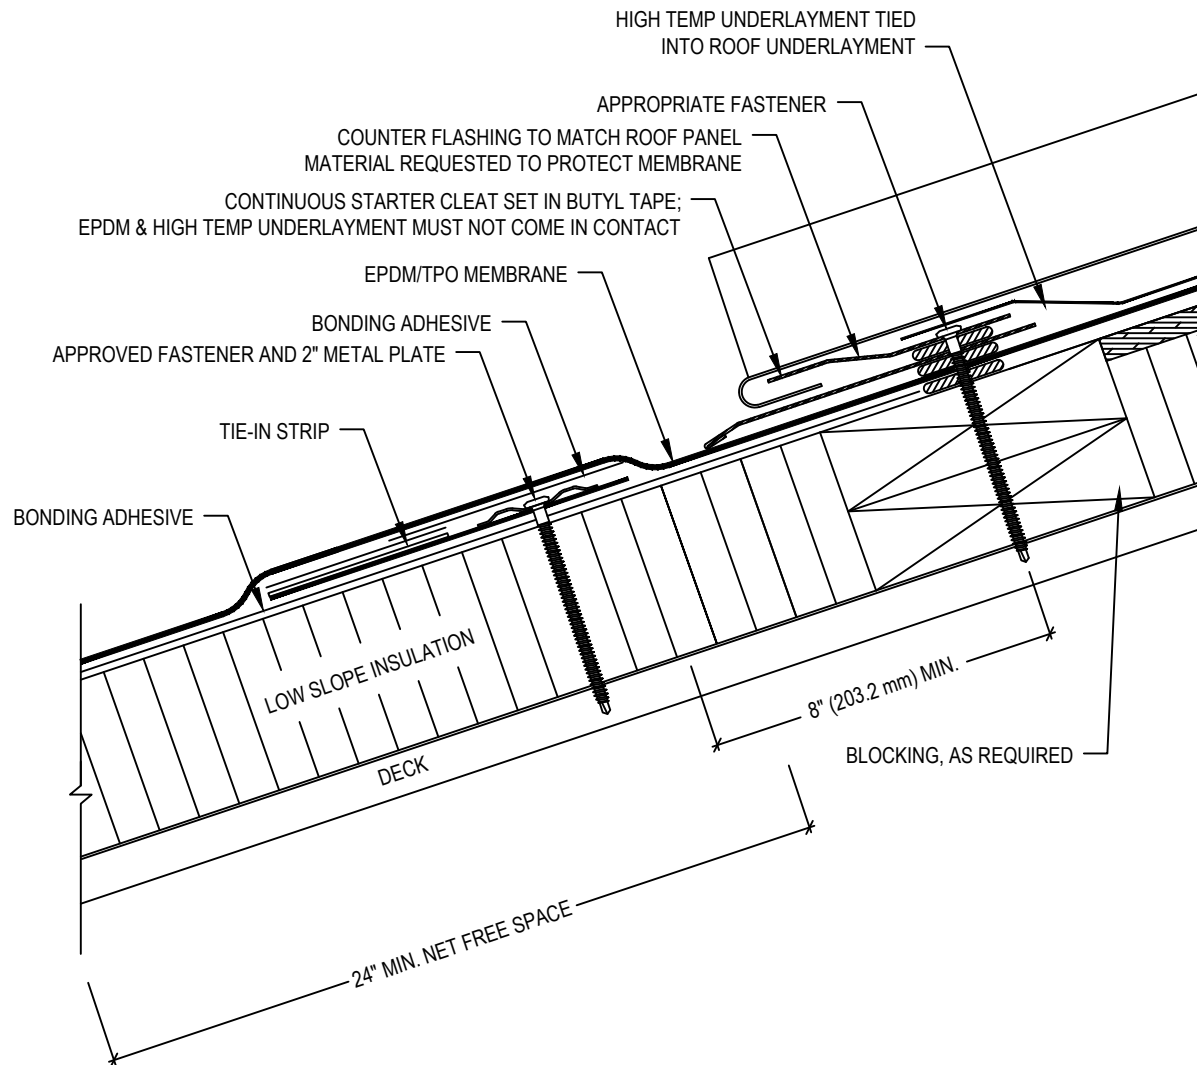 HIGH TEMP UNDERLAYMENT TIED
INTO ROOF UNDERLAYMENT
APPROPRIATE FASTENER
COUNTER FLASHING TO MATCH ROOF PANEL
MATERIAL REQUESTED TO PROTECT MEMBRANE
CONTINUOUS STARTER CLEAT SET IN BUTYL TAPE;
EPDM & HIGH TEMP UNDERLAYMENT MUST NOT COME IN CONTACT
EPDM/TPO MEMBRANE
BONDING ADHESIVE
APPROVED FASTENER AND 2" METAL PLATE
TIE-IN STRIP
BONDING ADHESIVE
LOW SLOPE INSULATION
8" (203.2 mm) MIN.
BLOCKING, AS REQUIRED
DECK
24" MIN. NET FREE SPACE